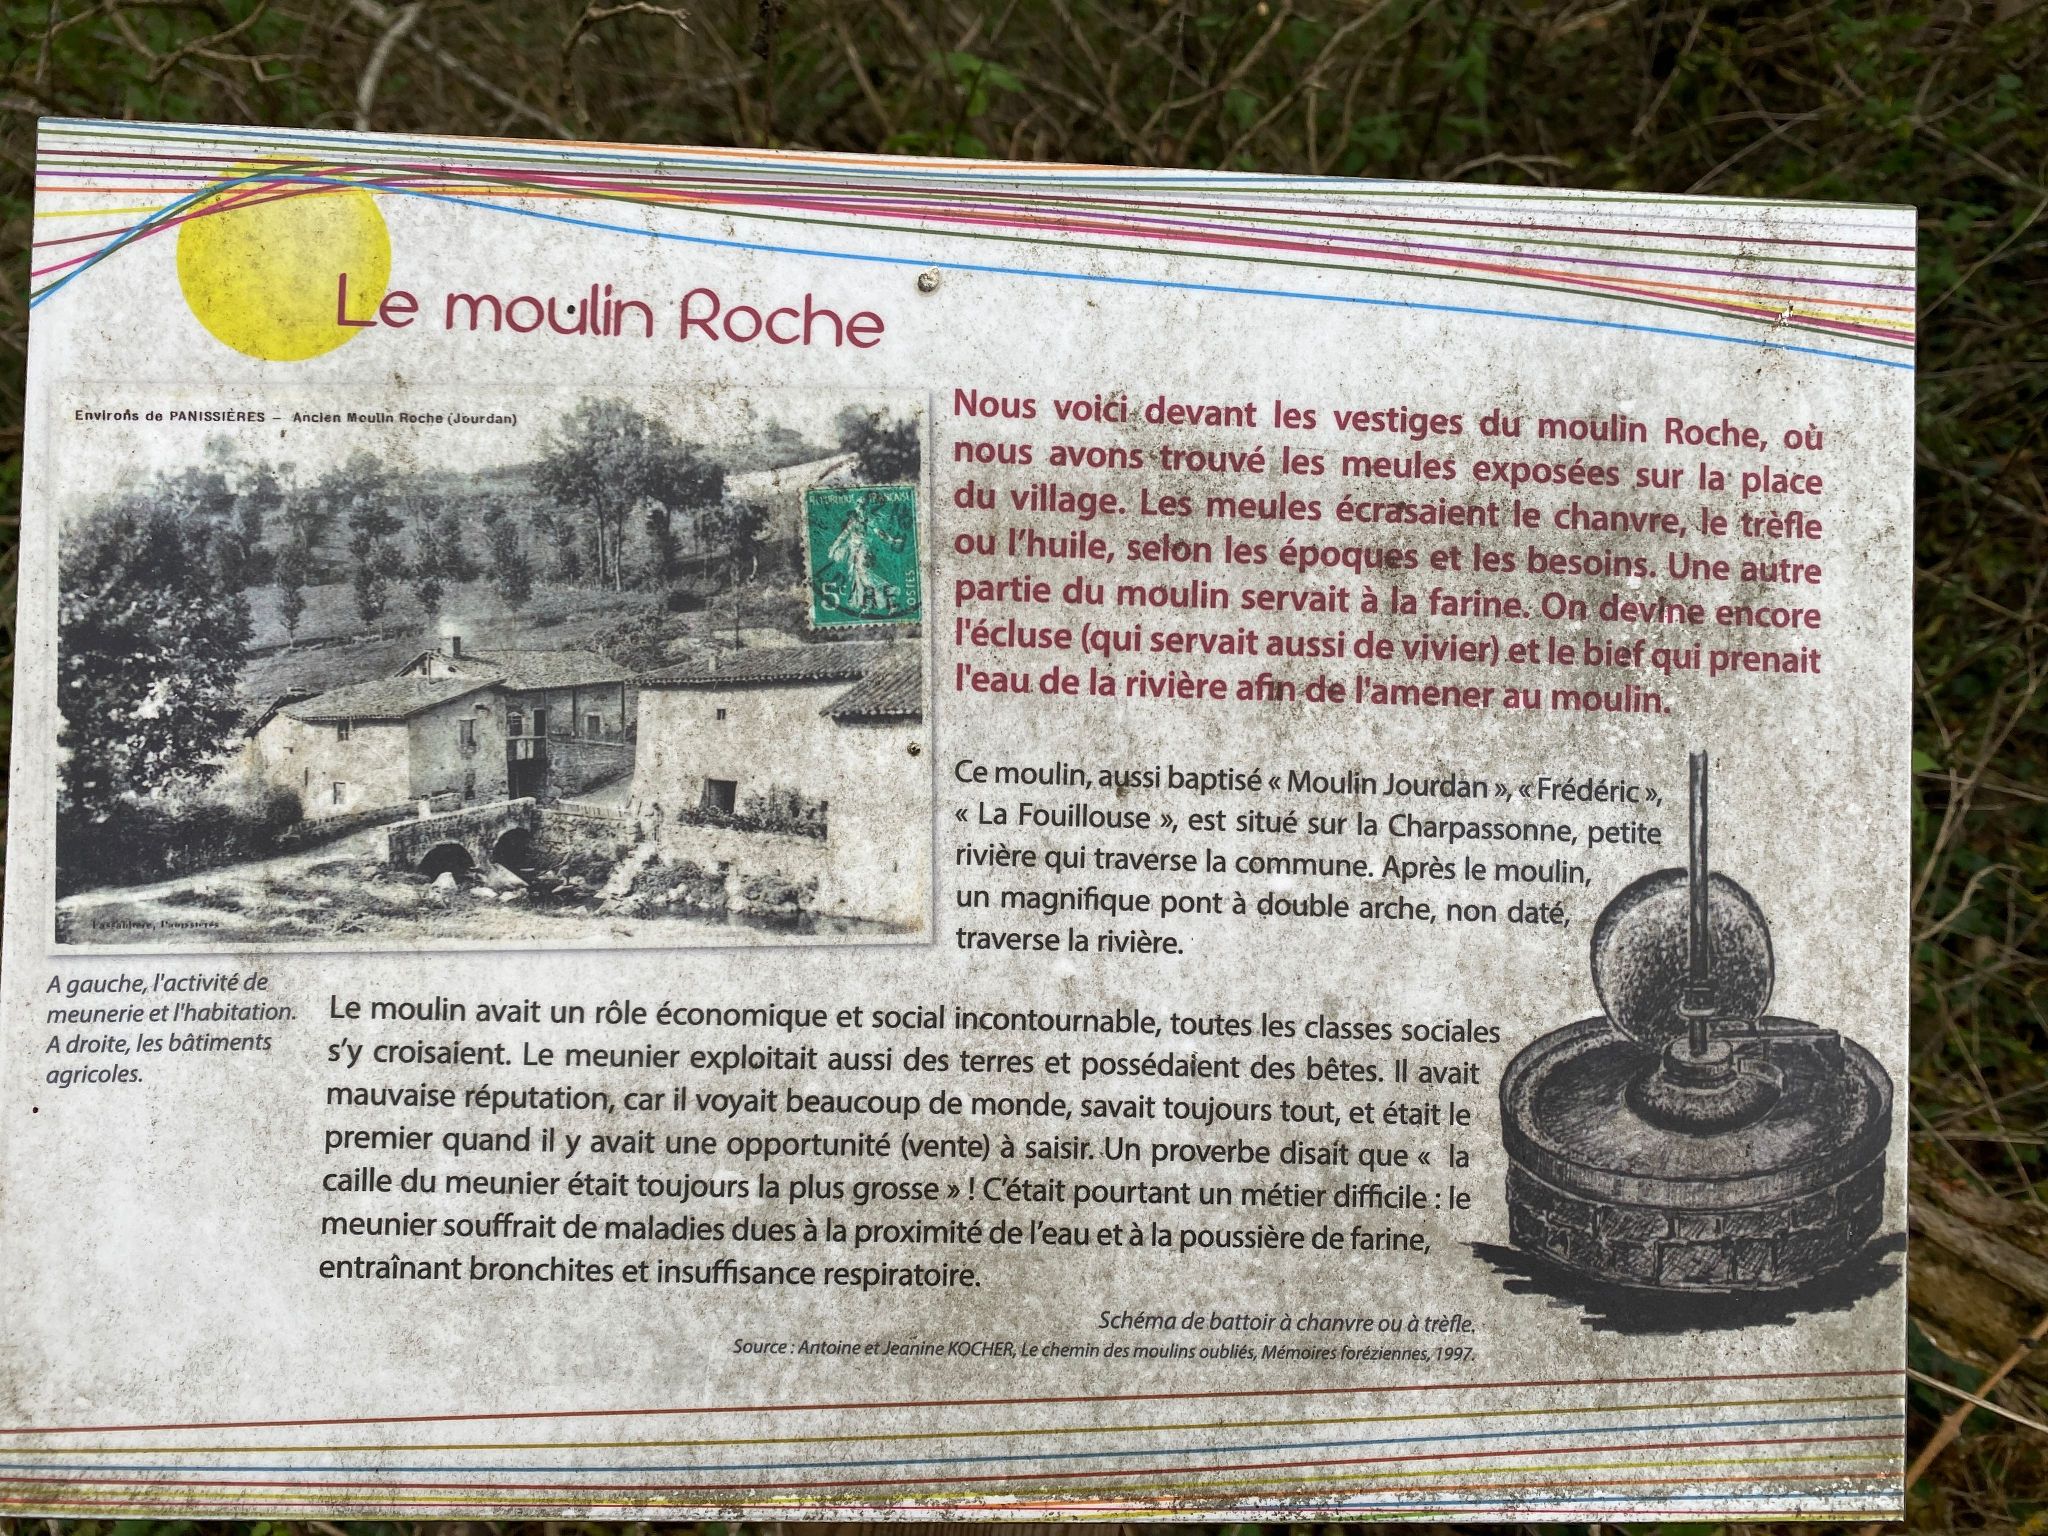 Le moulin Roche
Environs de PANISSIÈRES – Ancien Moulin Roche (Jourdan)
RÉPUBLIQUE FRANÇAISE
5c
POSTES
Nous voici devant les vestiges du moulin Roche, où
nous avons trouvé les meules exposées sur la place
du village. Les meules écrasaient le chanvre, le trèfle
ou l'huile, selon les époques et les besoins. Une autre
partie du moulin servait à la farine. On devine encore
l'écluse (qui servait aussi de vivier) et le bief qui prenait
l'eau de la rivière afin de l'amener au moulin.
Ce moulin, aussi baptisé « Moulin Jourdan », « Frédéric »,
« La Fouillouse », est situé sur la Charpassonne, petite
rivière qui traverse la commune. Après le moulin,
un magnifique pont à double arche, non daté,
traverse la rivière.
A gauche, l'activité de
meunerie et l'habitation.
A droite, les bâtiments
agricoles.
Le moulin avait un rôle économique et social incontournable, toutes les classes sociales
s'y croisaient. Le meunier exploitait aussi des terres et possédaient des bêtes. Il avait
mauvaise réputation, car il voyait beaucoup de monde, savait toujours tout, et était le
premier quand il y avait une opportunité (vente) à saisir. Un proverbe disait que « la
caille du meunier était toujours la plus grosse » ! C'était pourtant un métier difficile : le
meunier souffrait de maladies dues à la proximité de l'eau et à la poussière de farine,
entraînant bronchites et insuffisance respiratoire.
Schéma de battoir à chanvre ou à trèfle.
Source : Antoine et Jeanine KOCHER, Le chemin des moulins oubliés, Mémoires foréziennes, 1997.